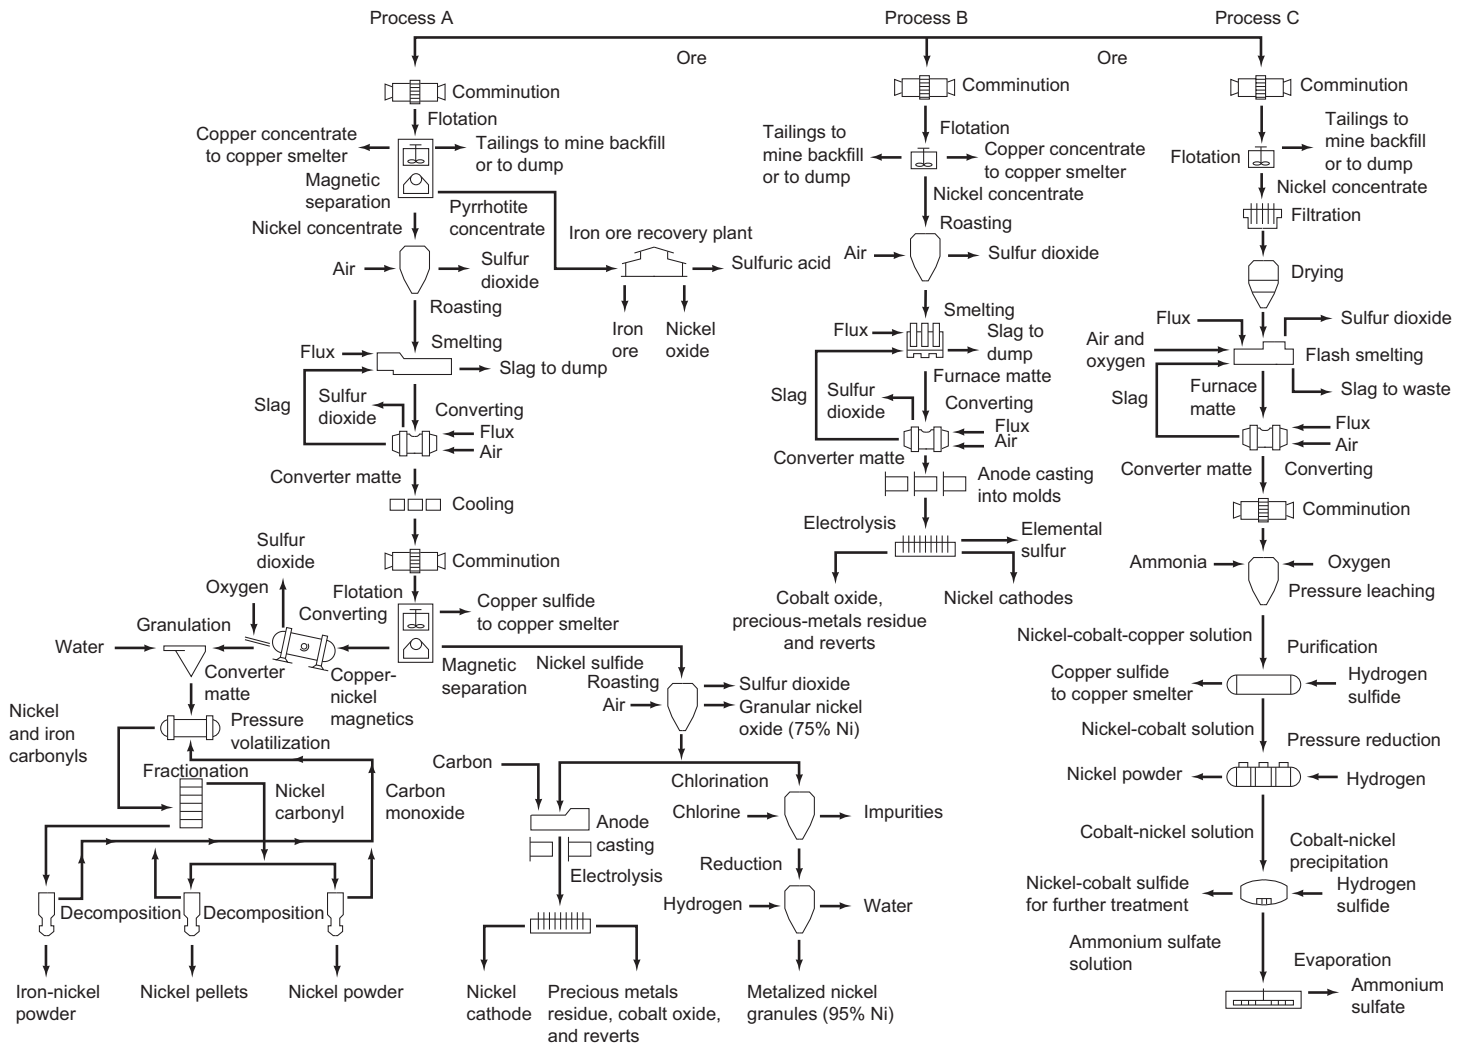 Process A
Process B
Process C
Ore
Ore
Comminution
Flotation
Copper concentrate
to copper smelter
Tailings to mine backfill
or to dump
Magnetic
separation
Pyrrhotite
concentrate
Nickel concentrate
Iron ore recovery plant
Air
Sulfur
dioxide
Sulfuric acid
Roasting
Iron
ore
Nickel
oxide
Smelting
Flux
Slag to dump
Slag
Sulfur
dioxide
Converting
Flux
Air
Converter matte
Cooling
Sulfur
dioxide
Comminution
Oxygen
Flotation
Converting
Copper sulfide
to copper smelter
Granulation
Water
Converter
matte
Copper-
nickel
magnetics
Magnetic
separation
Nickel sulfide
Roasting
Air
Sulfur dioxide
Granular nickel
oxide (75% Ni)
Nickel
and iron
carbonyls
Pressure
volatilization
Fractionation
Nickel
carbonyl
Carbon
monoxide
Carbon
Chlorination
Chlorine
Impurities
Anode
casting
Electrolysis
Reduction
Hydrogen
Water
Decomposition
Decomposition
Iron-nickel
powder
Nickel pellets
Nickel powder
Nickel
cathode
Precious metals
residue, cobalt oxide,
and reverts
Metalized nickel
granules (95% Ni)
Comminution
Flotation
Tailings to
mine backfill
or to dump
Copper concentrate
to copper smelter
Nickel concentrate
Roasting
Air
Sulfur dioxide
Smelting
Flux
Slag to
dump
Furnace matte
Slag
Sulfur
dioxide
Converting
Flux
Air
Converter matte
Anode casting
into molds
Electrolysis
Elemental
sulfur
Cobalt oxide,
precious-metals residue
and reverts
Nickel cathodes
Comminution
Tailings to
mine backfill
or to dump
Flotation
Nickel concentrate
Filtration
Drying
Flux
Sulfur dioxide
Air and
oxygen
Flash smelting
Slag
Furnace
matte
Slag to waste
Flux
Air
Converter matte
Converting
Comminution
Ammonia
Oxygen
Pressure leaching
Nickel-cobalt-copper solution
Purification
Copper sulfide
to copper smelter
Hydrogen
sulfide
Nickel-cobalt solution
Pressure reduction
Nickel powder
Hydrogen
Cobalt-nickel solution
Cobalt-nickel
precipitation
Nickel-cobalt sulfide
for further treatment
Hydrogen
sulfide
Ammonium sulfate
solution
Evaporation
Ammonium
sulfate